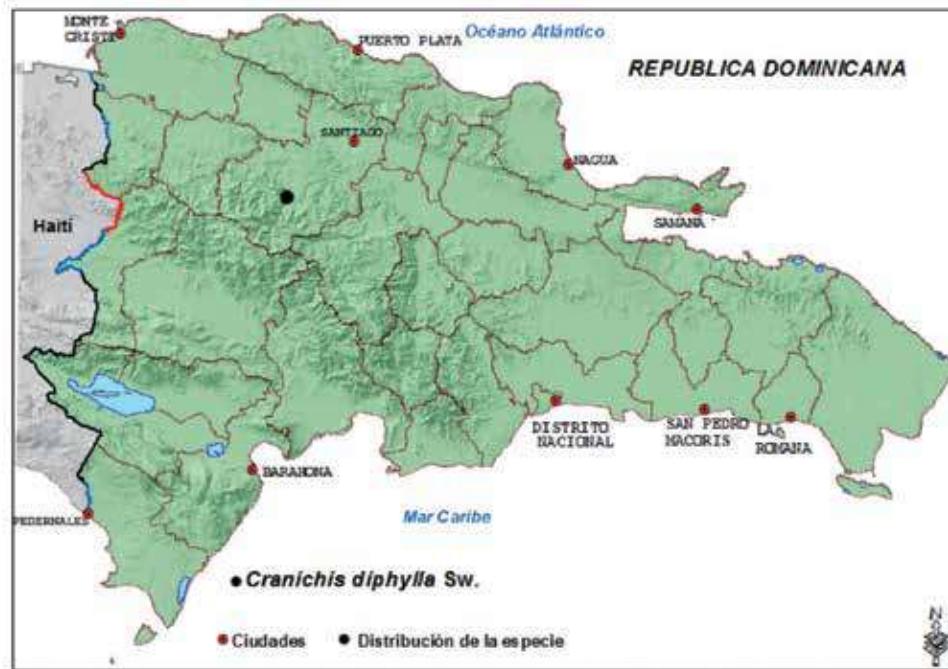 MONTE -
CRISTI
PUERTO PLATA
Océano Atlántico
REPUBLICA DOMINICANA
SANTIAGO
NAGUA
SAMANA
Haití
DISTRITO
NACIONAL
SAN PEDRO
MACORIS
LA
ROMANA
BARAHONA
PEDERNALES
Mar Caribe
Cranichis diphylla Sw.
Ciudades
Distribución de la especie